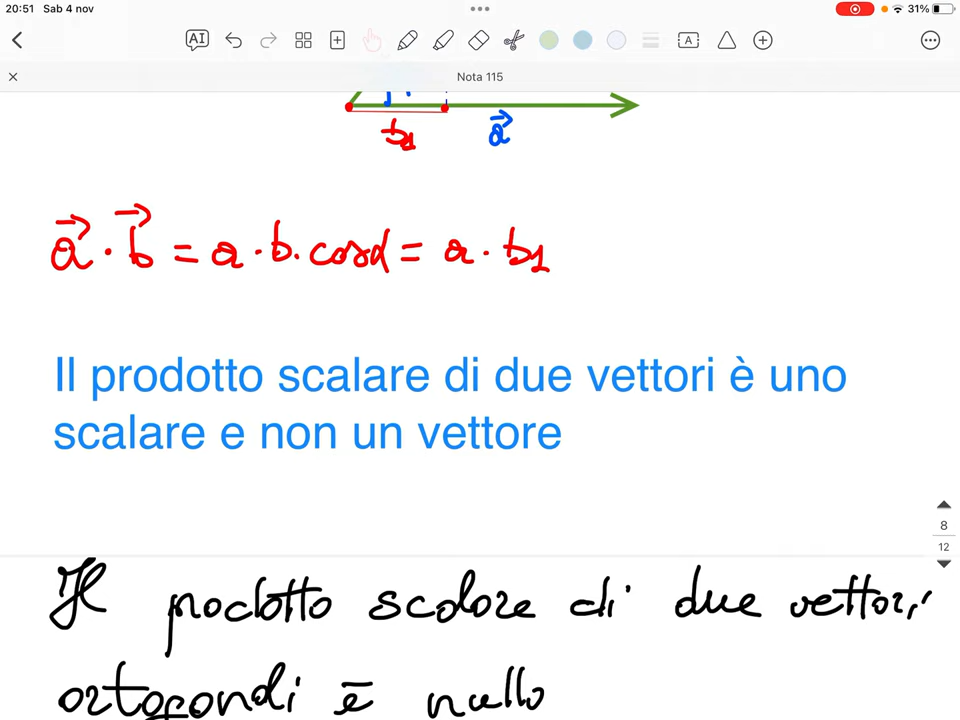 20:51 Sab 4 nov 31%
AI A
Nota 115
b₁ a⃗
a⃗ · b⃗ = a · b · cosα = a · b₁
Il prodotto scalare di due vettori è uno
scalare e non un vettore
8
12
Il prodotto scalare di due vettori
ortogonali è nullo